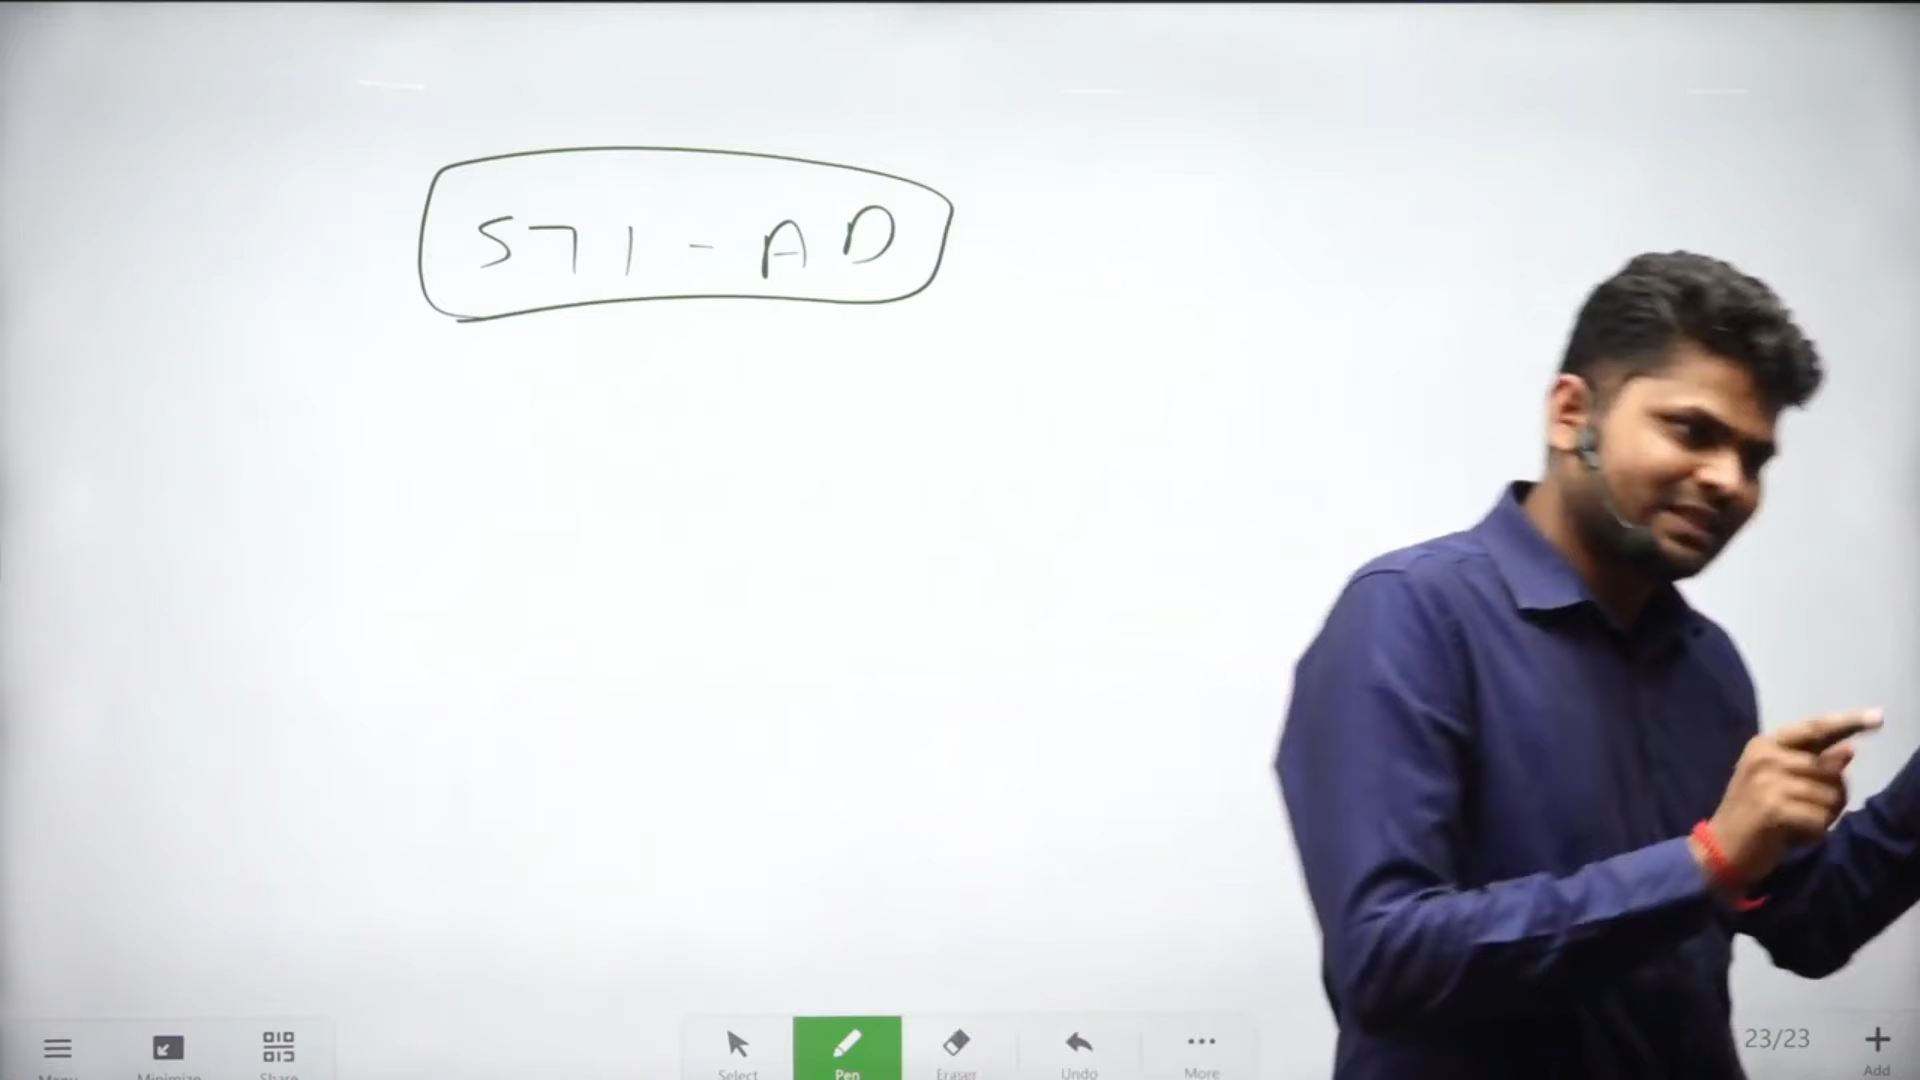 571 - AD
23/23
Select
Pen
Eraser
Undo
More
Add
Menu
Minimize
Share